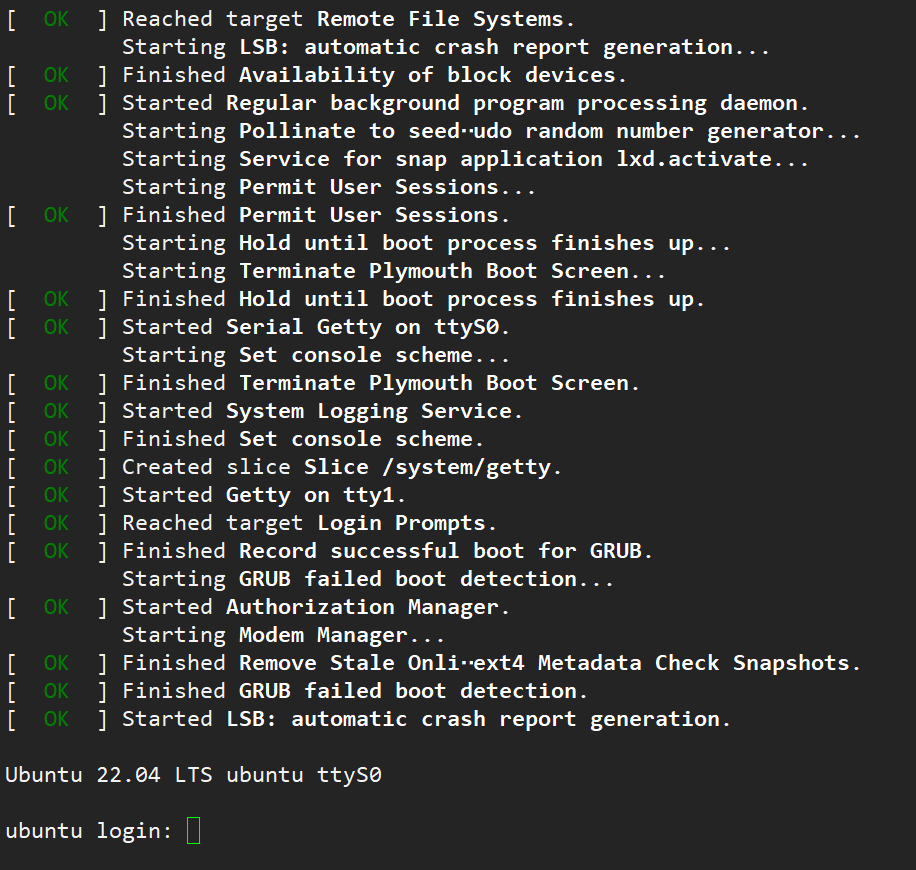 [  OK  ] Reached target Remote File Systems.
         Starting LSB: automatic crash report generation...
[  OK  ] Finished Availability of block devices.
[  OK  ] Started Regular background program processing daemon.
         Starting Pollinate to seed··udo random number generator...
         Starting Service for snap application lxd.activate...
         Starting Permit User Sessions...
[  OK  ] Finished Permit User Sessions.
         Starting Hold until boot process finishes up...
         Starting Terminate Plymouth Boot Screen...
[  OK  ] Finished Hold until boot process finishes up.
[  OK  ] Started Serial Getty on ttyS0.
         Starting Set console scheme...
[  OK  ] Finished Terminate Plymouth Boot Screen.
[  OK  ] Started System Logging Service.
[  OK  ] Finished Set console scheme.
[  OK  ] Created slice Slice /system/getty.
[  OK  ] Started Getty on tty1.
[  OK  ] Reached target Login Prompts.
[  OK  ] Finished Record successful boot for GRUB.
         Starting GRUB failed boot detection...
[  OK  ] Started Authorization Manager.
         Starting Modem Manager...
[  OK  ] Finished Remove Stale Onli··ext4 Metadata Check Snapshots.
[  OK  ] Finished GRUB failed boot detection.
[  OK  ] Started LSB: automatic crash report generation.
Ubuntu 22.04 LTS ubuntu ttyS0
ubuntu login: